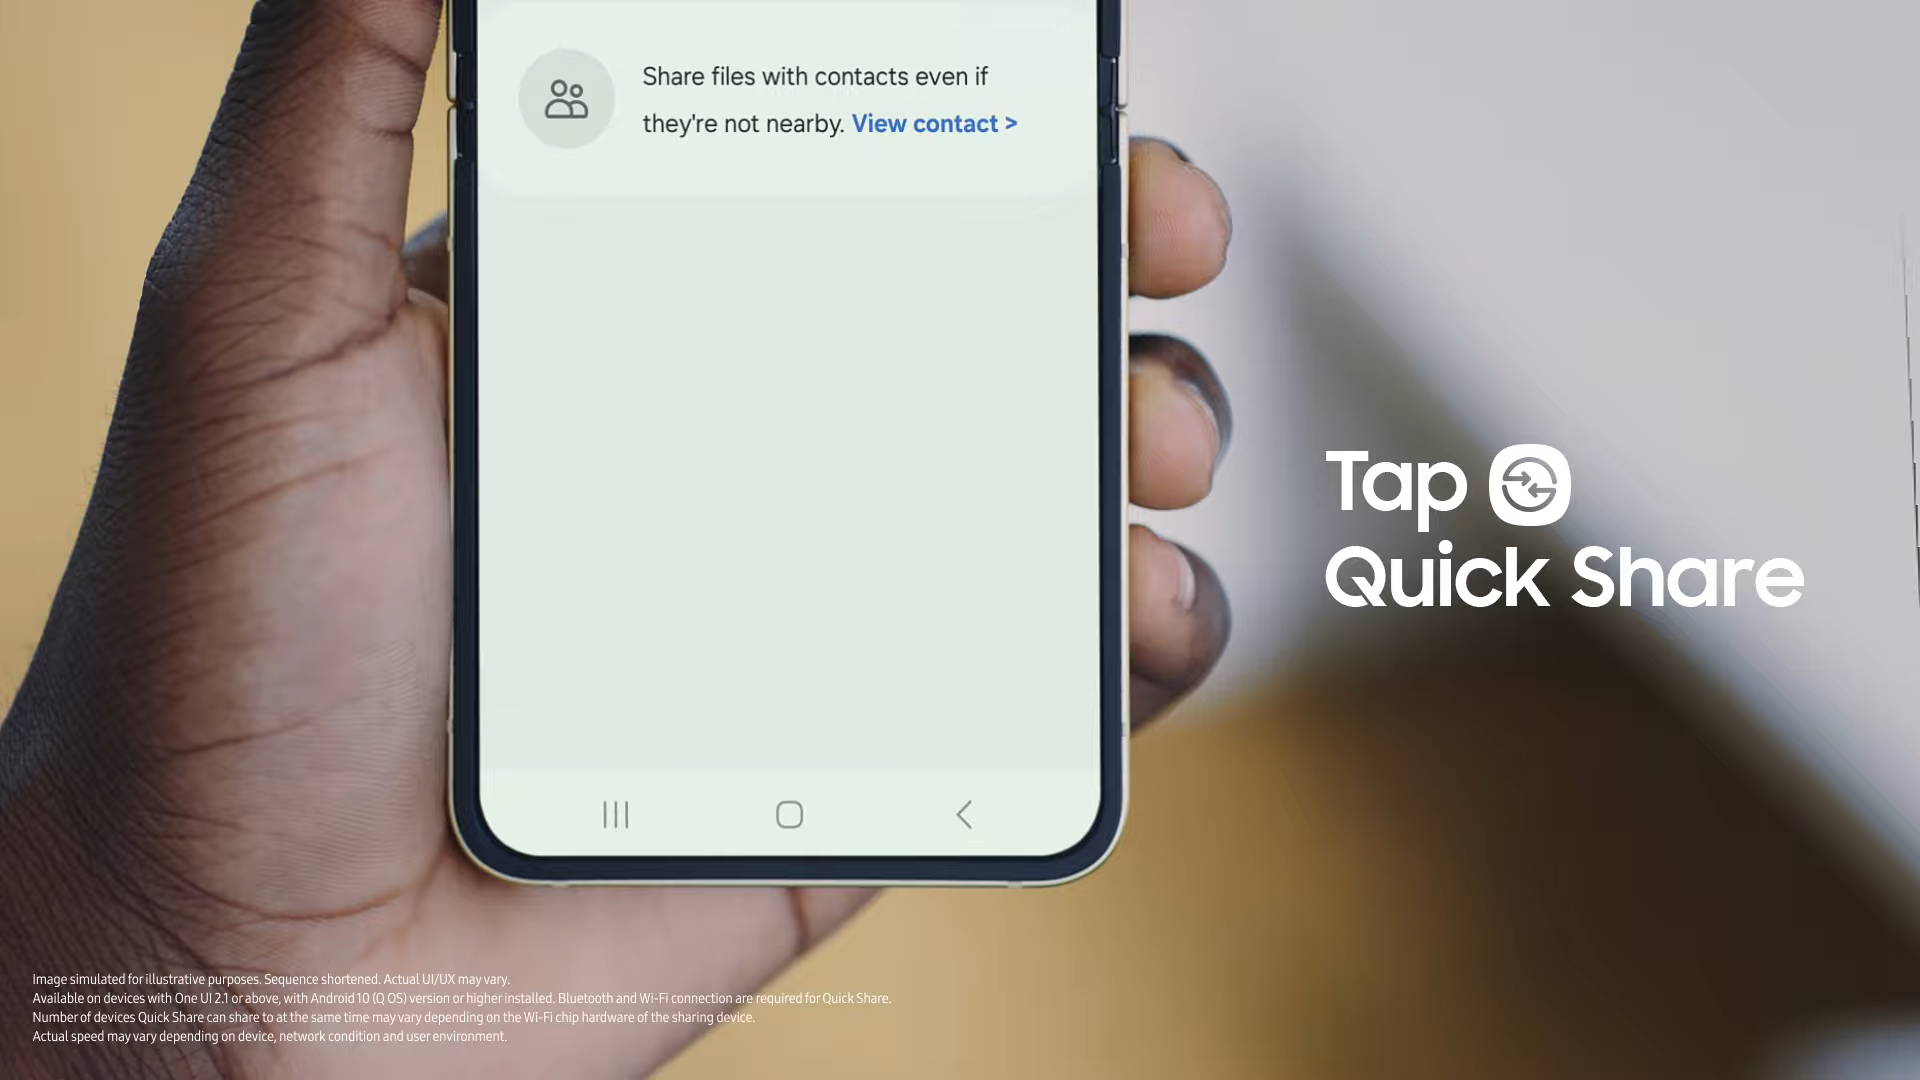 Share files with contacts even if
they're not nearby. View contact >
Tap
Quick Share
Image simulated for illustrative purposes. Sequence shortened. Actual UI/UX may vary.
Available on devices with One UI 2.1 or above, with Android 10 (Q OS) version or higher installed. Bluetooth and Wi-Fi connection are required for Quick Share.
Number of devices Quick Share can share to at the same time may vary depending on the Wi-Fi chip hardware of the sharing device.
Actual speed may vary depending on device, network condition and user environment.